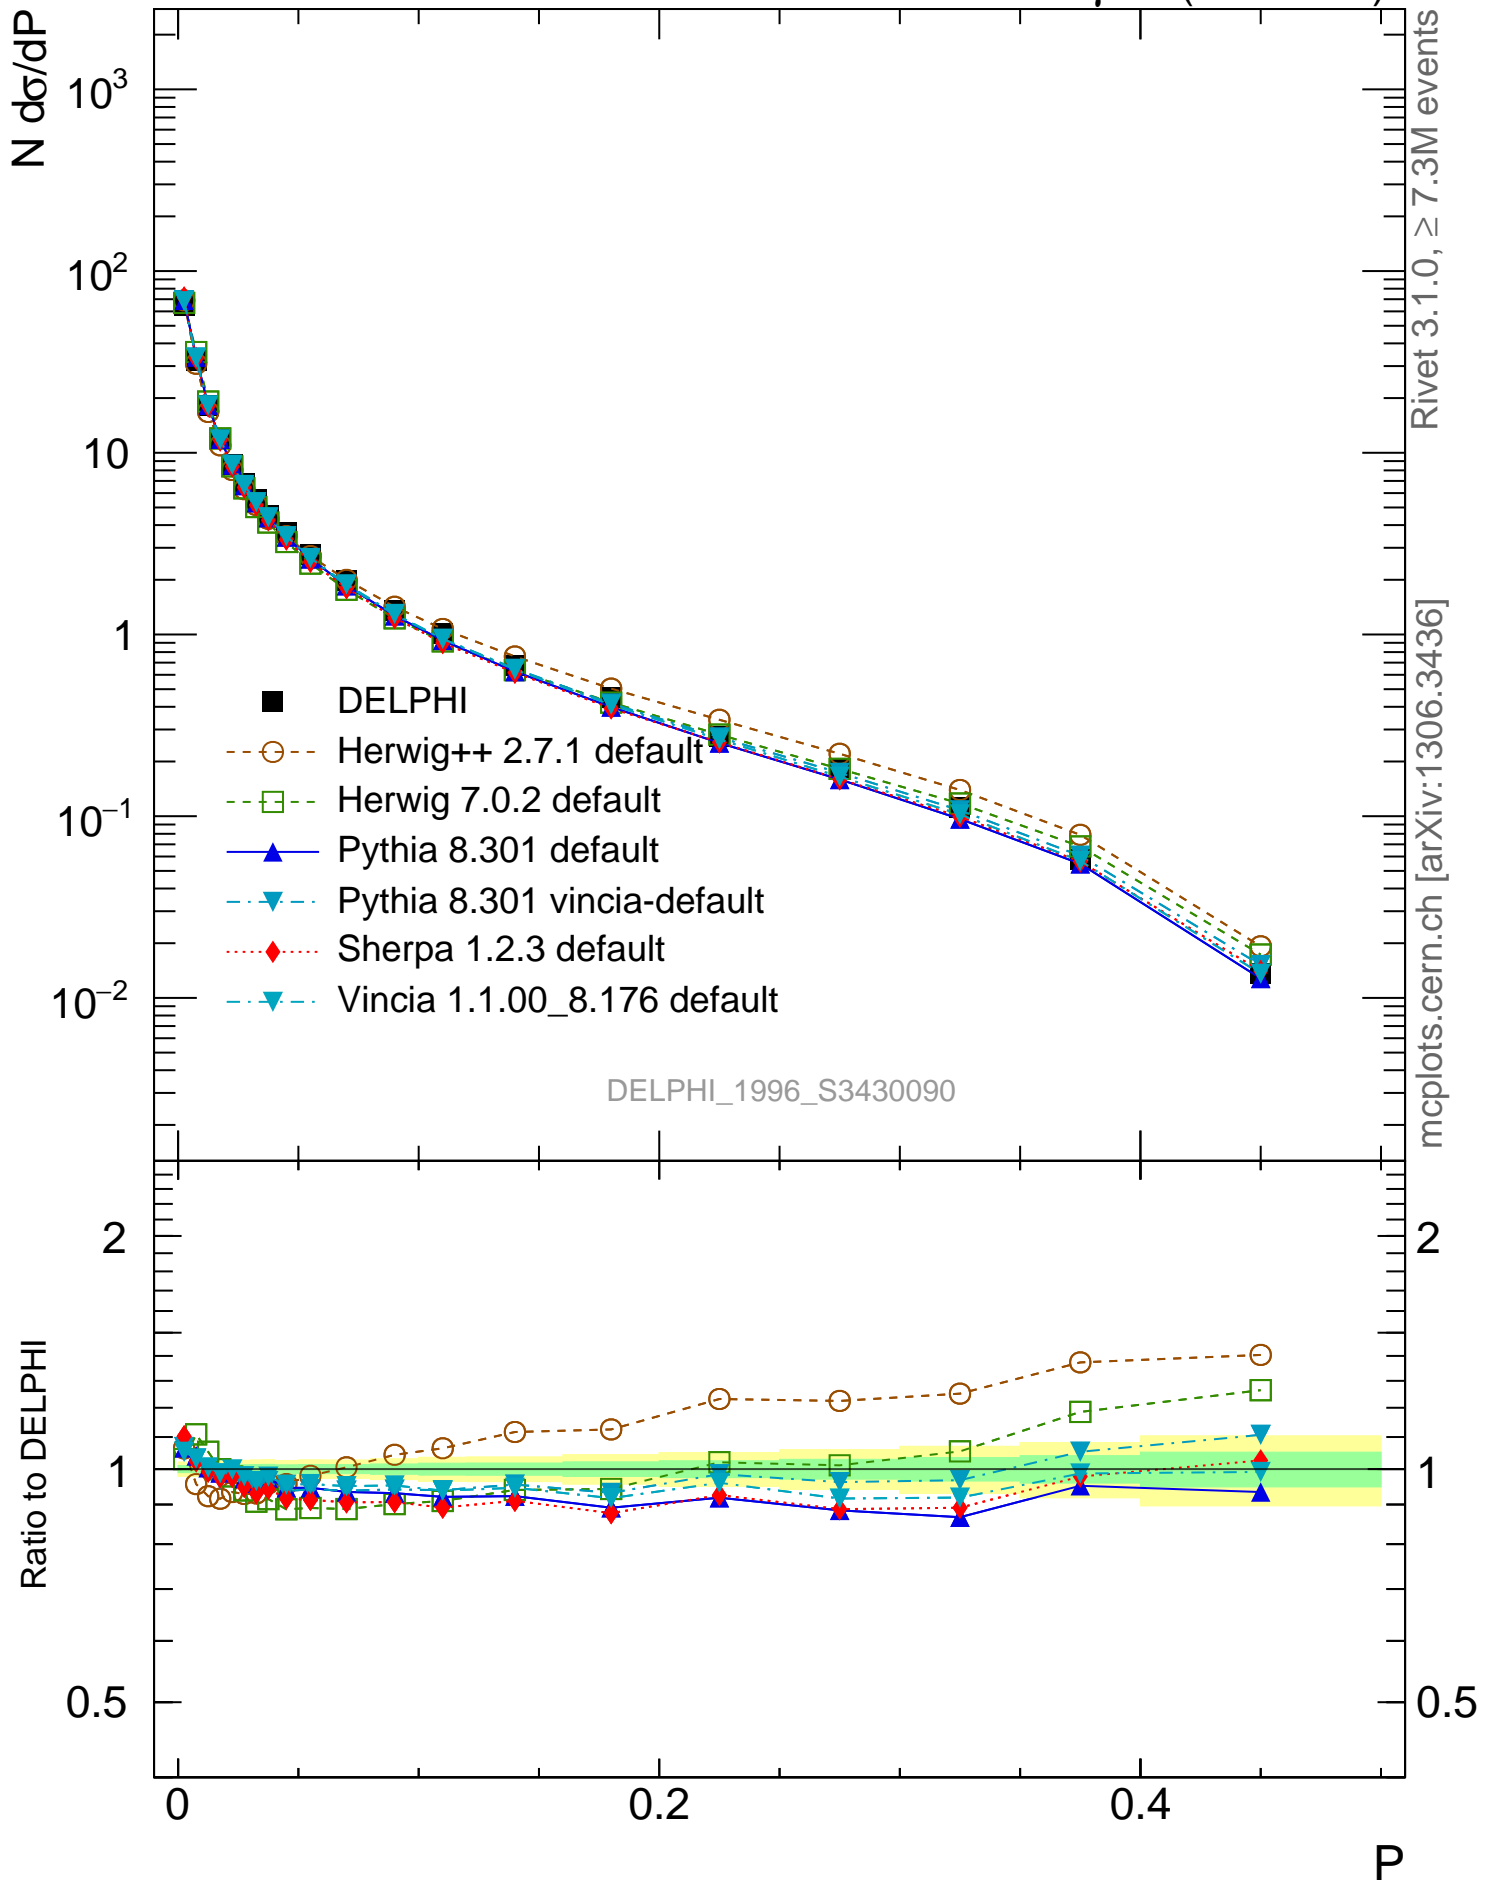 N dσ/dP
10³
10²
10
1
10⁻¹
10⁻²
DELPHI
Herwig++ 2.7.1 default
Herwig 7.0.2 default
Pythia 8.301 default
Pythia 8.301 vincia-default
Sherpa 1.2.3 default
Vincia 1.1.00_8.176 default
DELPHI_1996_S3430090
Rivet 3.1.0, ≥ 7.3M events
mcplots.cern.ch [arXiv:1306.3436]
Ratio to DELPHI
2
1
0.5
2
1
0.5
0
0.2
0.4
P